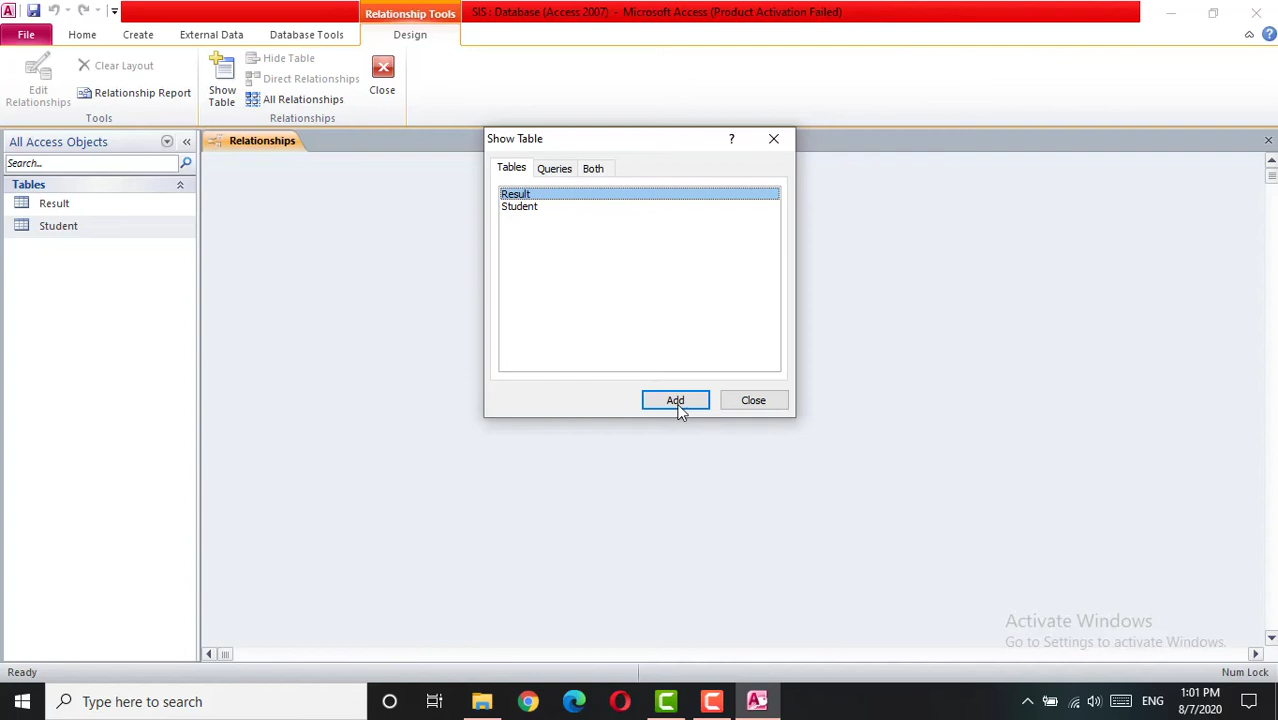 Relationship Tools
SIS : Database (Access 2007) - Microsoft Access (Product Activation Failed)
File Home Create External Data Database Tools Design
Edit Relationships
Clear Layout
Relationship Report
Tools
Show Table
Hide Table
Direct Relationships
All Relationships
Close
Relationships
All Access Objects
Search..
Tables
Result
Student
Relationships
Show Table
Tables Queries Both
Result
Student
Add Close
Activate Windows
Go to Settings to activate Windows.
Ready
Num Lock
Type here to search
ENG
1:01 PM
8/7/2020